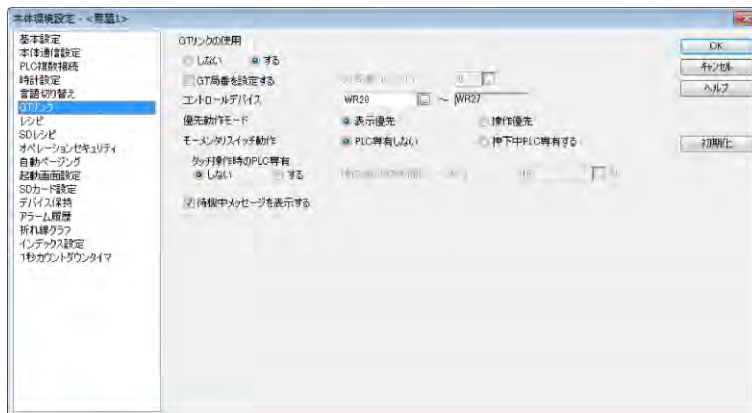 本体環境設定 - <無題1>
基本設定
本体通信設定
PLC複数接続
時計設定
言語切り替え
GTリンク
レシピ
SDレシピ
オペレーションセキュリティ
自動ページング
起動画面設定
SDカード設定
デバイス保持
アラーム履歴
折れ線グラフ
インデックス設定
1秒カウントダウンタイマ
GTリンクの使用
しない する
GT局番を設定する
コントロールデバイス WR20 ~ WR27
優先動作モード 表示優先 操作優先
モーメンタリスイッチ動作 PLC専有しない 押下中PLC専有する
タッチ操作時のPLC専有
しない する
待機中メッセージを表示する
OK
キャンセル
ヘルプ
初期化